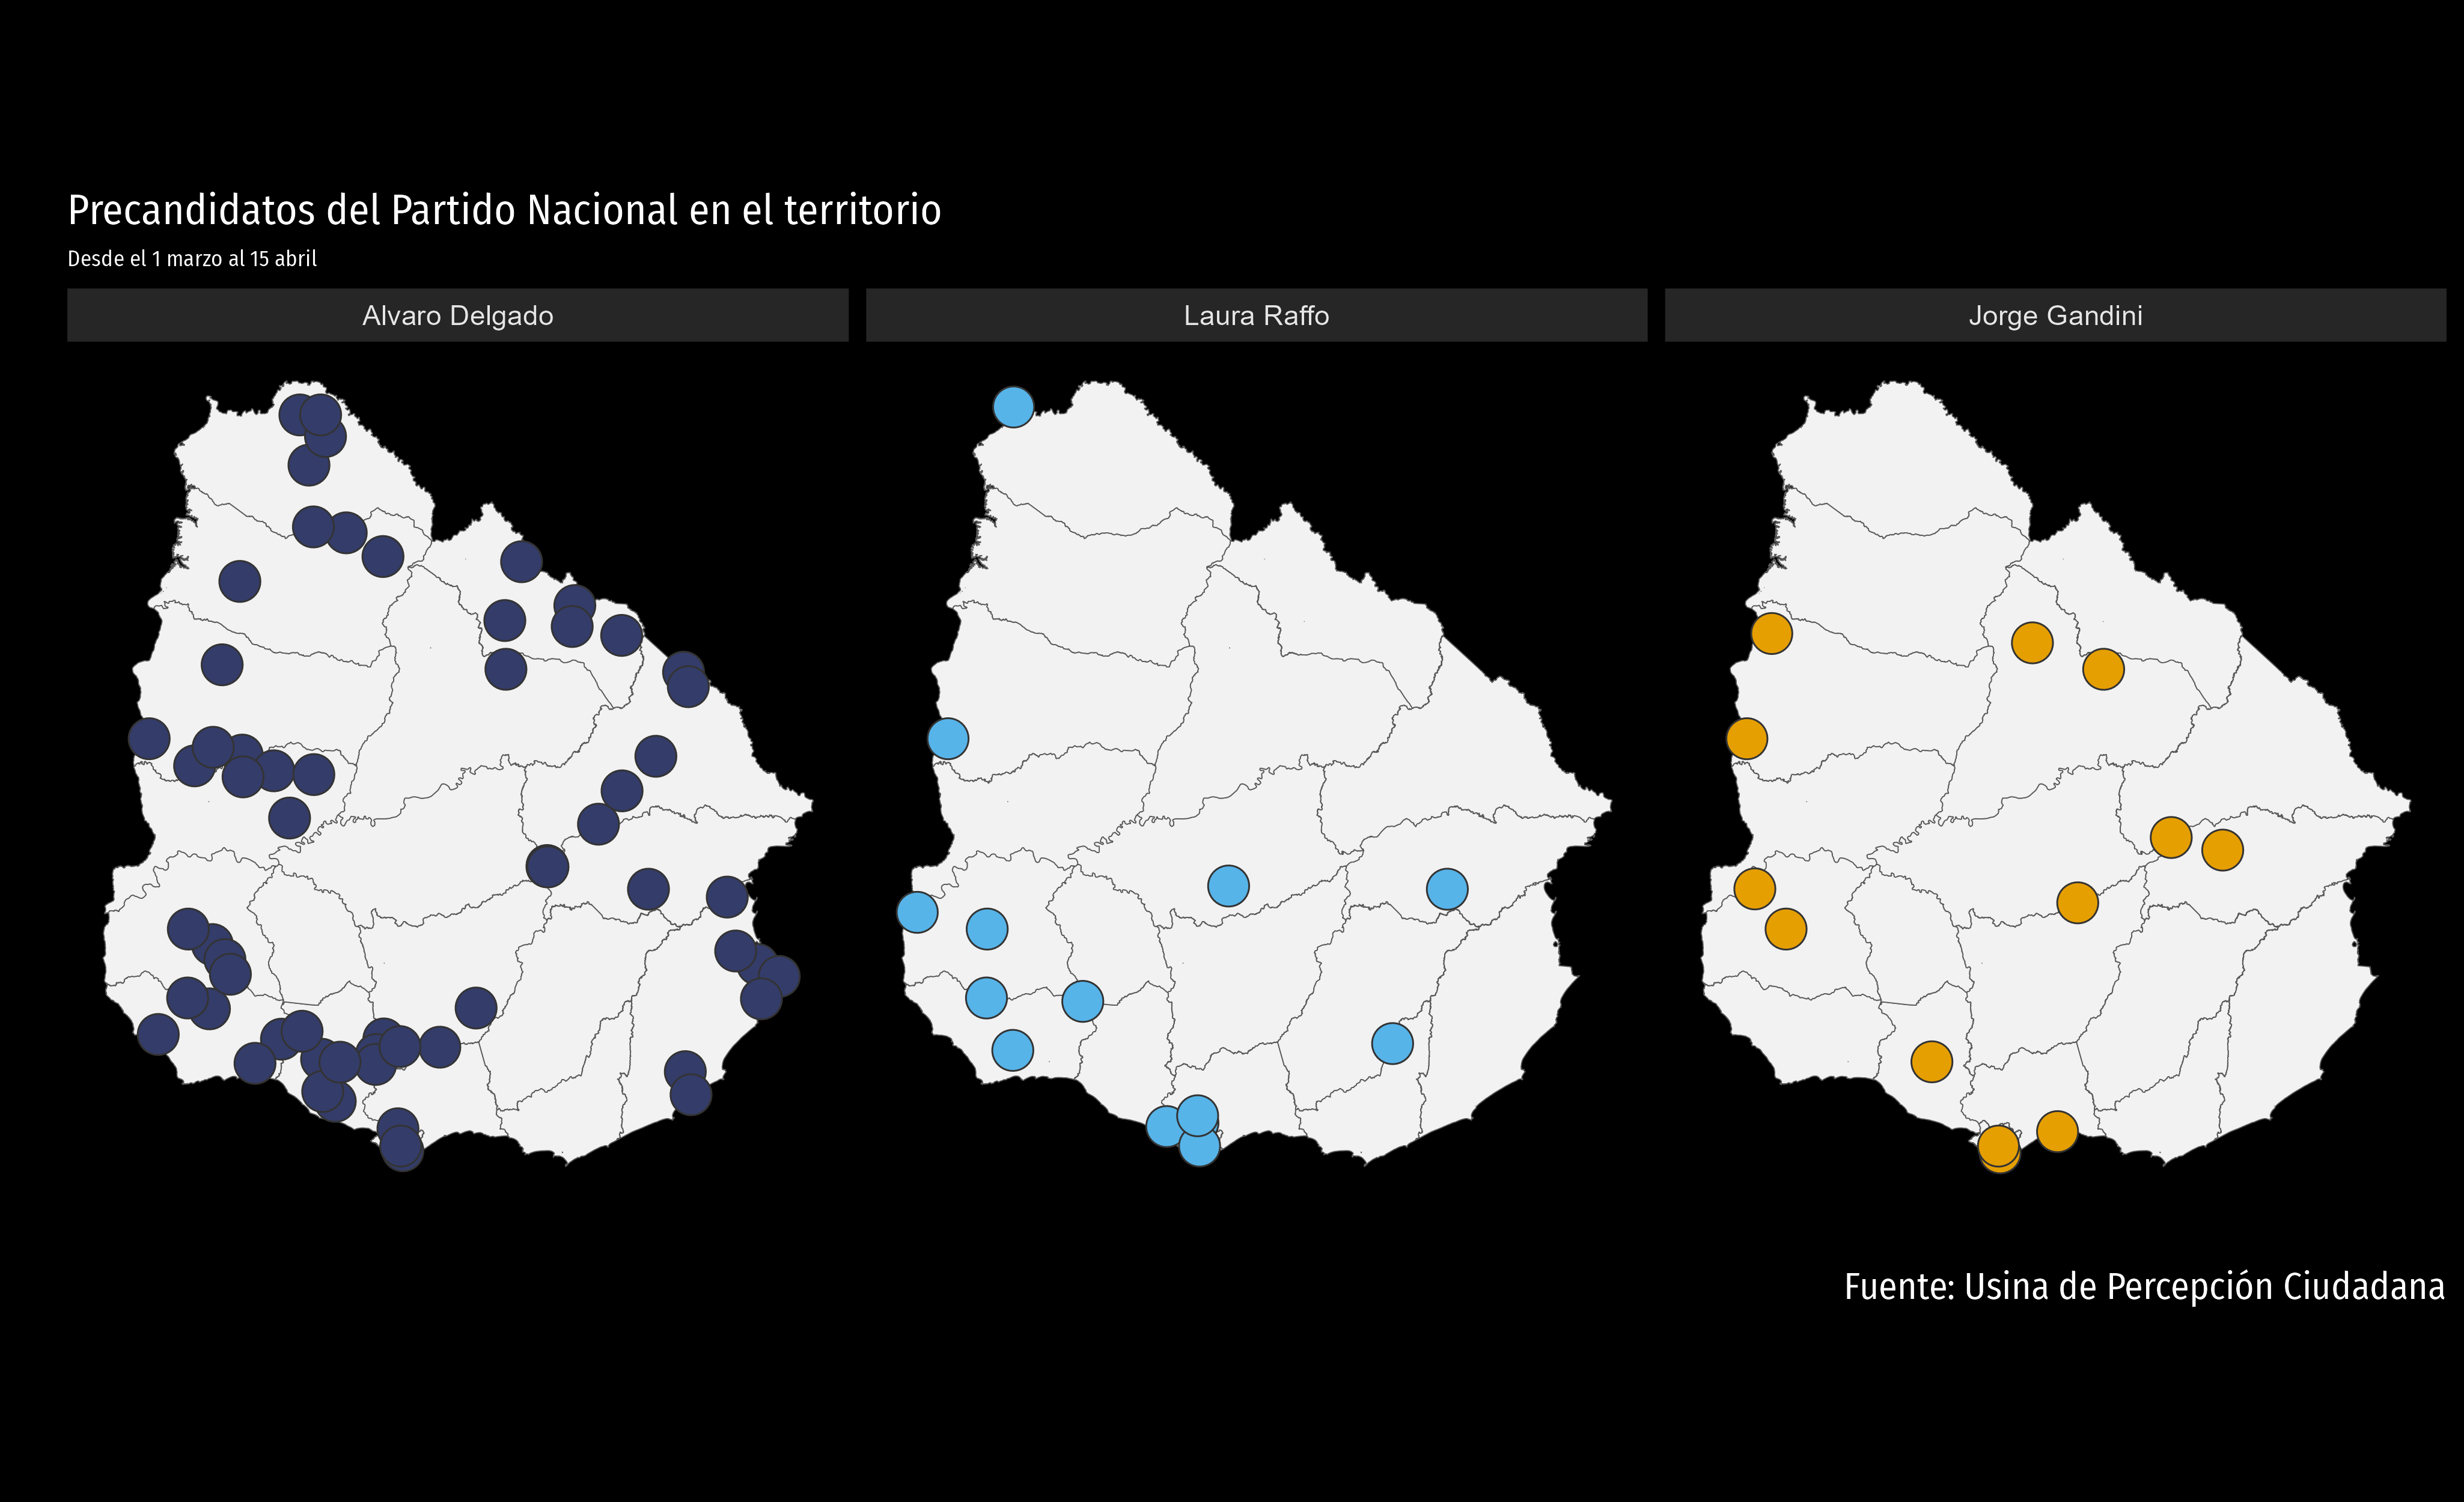 Precandidatos del Partido Nacional en el territorio
Desde el 1 marzo al 15 abril
Alvaro Delgado
Laura Raffo
Jorge Gandini
Fuente: Usina de Percepción Ciudadana